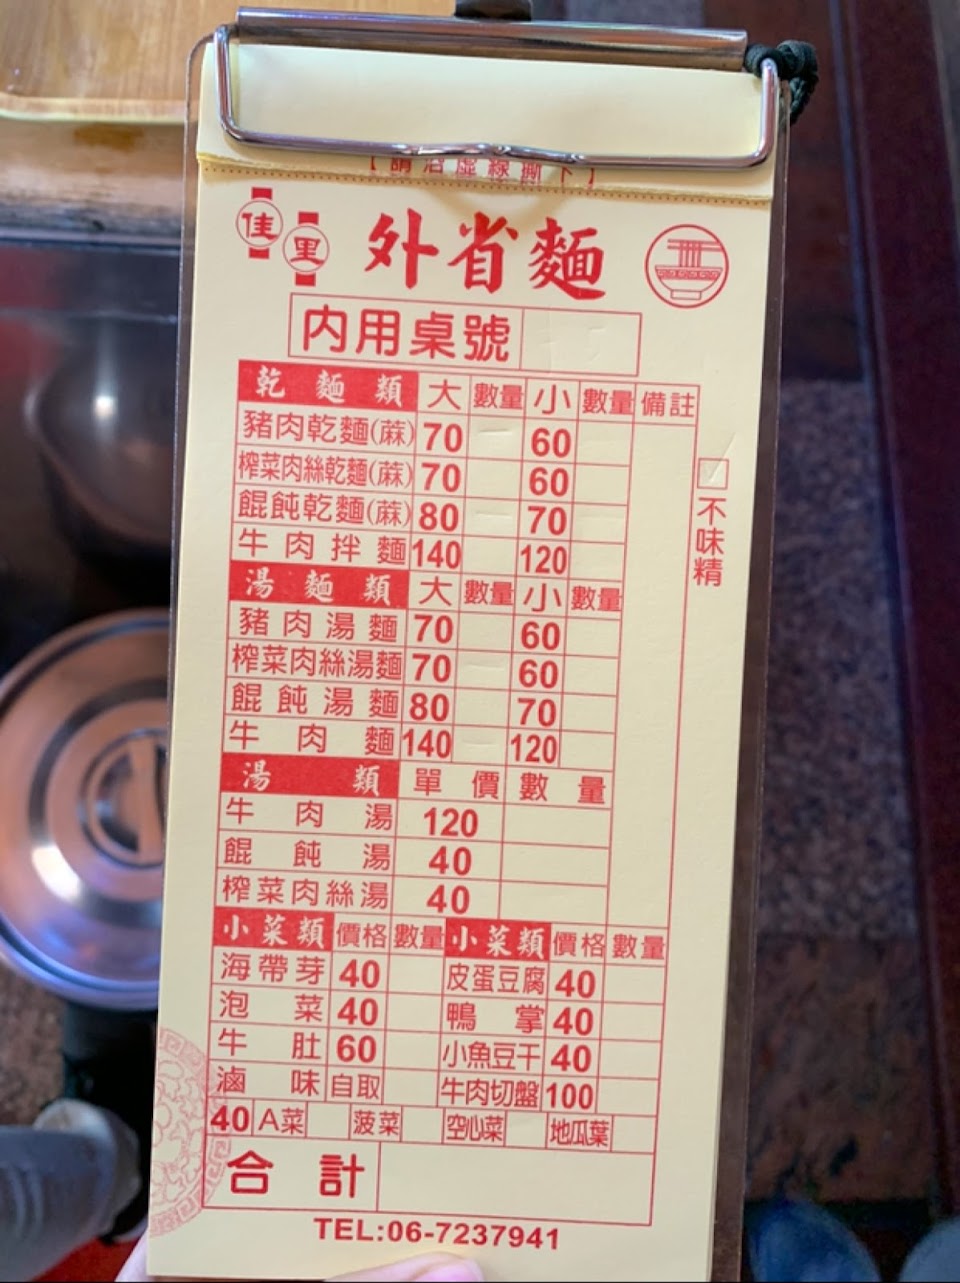 【請沿虛線撕下】
佳里 外省麵
內用桌號
乾麵類 大 數量 小 數量 備註
豬肉乾麵(蔴) 70 60
榨菜肉絲乾麵(蔴) 70 60
餛飩乾麵(蔴) 80 70
牛肉拌麵 140 120
□不味精
湯麵類 大 數量 小 數量
豬肉湯麵 70 60
榨菜肉絲湯麵 70 60
餛飩湯麵 80 70
牛肉麵 140 120
湯類 單價 數量
牛肉湯 120
餛飩湯 40
榨菜肉絲湯 40
小菜類 價格 數量 小菜類 價格 數量
海帶芽 40 皮蛋豆腐 40
泡菜 40 鴨掌 40
牛肚 60 小魚豆干 40
滷味 自取 牛肉切盤 100
40 A菜 菠菜 空心菜 地瓜葉
合計
TEL:06-7237941